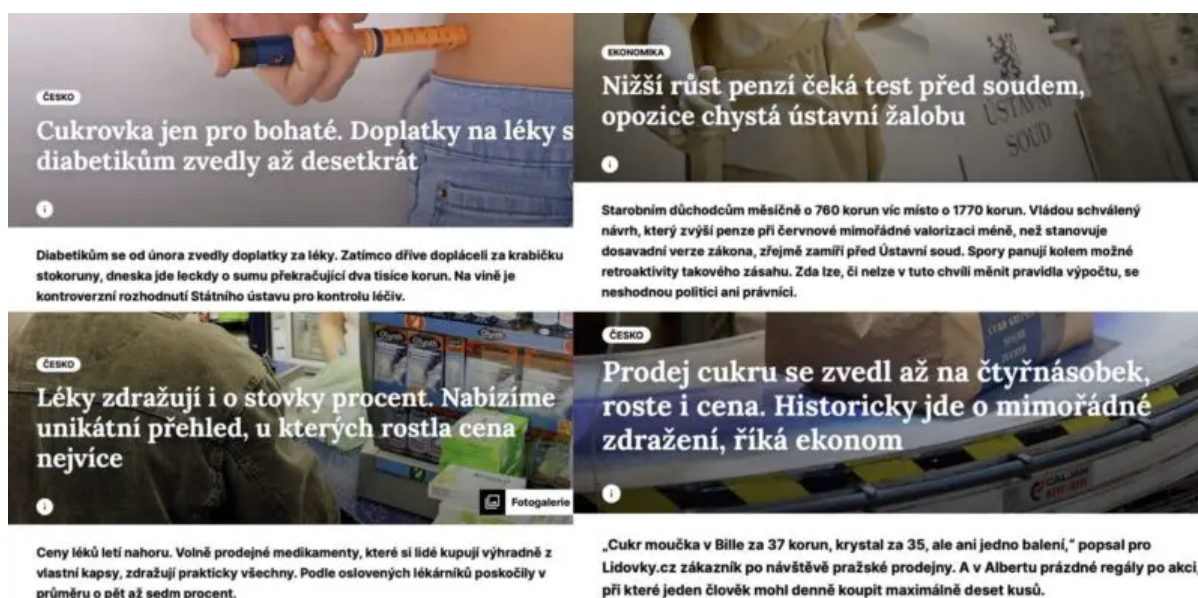 ČESKO
Cukrovka jen pro bohaté. Doplatky na léky s
diabetikům zvedly až desetkrát
Diabetikům se od února zvedly doplatky za léky. Zatímco dříve dopláceli za krabičku
stokoruny, dneska jde leckdy o sumu překračující dva tisíce korun. Na vině je
kontroverzní rozhodnutí Státního ústavu pro kontrolu léčiv.
EKONOMIKA
Nižší růst penzí čeká test před soudem,
opozice chystá ústavní žalobu
ÚSTAVNÍ
SOUD
Starobním důchodcům měsíčně o 760 korun víc místo o 1770 korun. Vládou schválený
návrh, který zvýší penze při červnové mimořádné valorizaci méně, než stanovuje
dosavadní verze zákona, zřejmě zamíří před Ústavní soud. Spory panují kolem možné
retroaktivity takového zásahu. Zda lze, či nelze v tuto chvíli měnit pravidla výpočtu, se
neshodnou politici ani právníci.
ČESKO
Léky zdražují i o stovky procent. Nabízíme
unikátní přehled, u kterých rostla cena
nejvíce
Fotogalerie
Ceny léků letí nahoru. Volně prodejné medikamenty, které si lidé kupují výhradně z
vlastní kapsy, zdražují prakticky všechny. Podle oslovených lékárníků poskočily v
průměru o pět až sedm procent.
ČESKO
Prodej cukru se zvedl až na čtyřnásobek,
roste i cena. Historicky jde o mimořádné
zdražení, říká ekonom
CALJAN
„Cukr moučka v Bille za 37 korun, krystal za 35, ale ani jedno balení,“ popsal pro
Lidovky.cz zákazník po návštěvě pražské prodejny. A v Albertu prázdné regály po akci,
při které jeden člověk mohl denně koupit maximálně deset kusů.